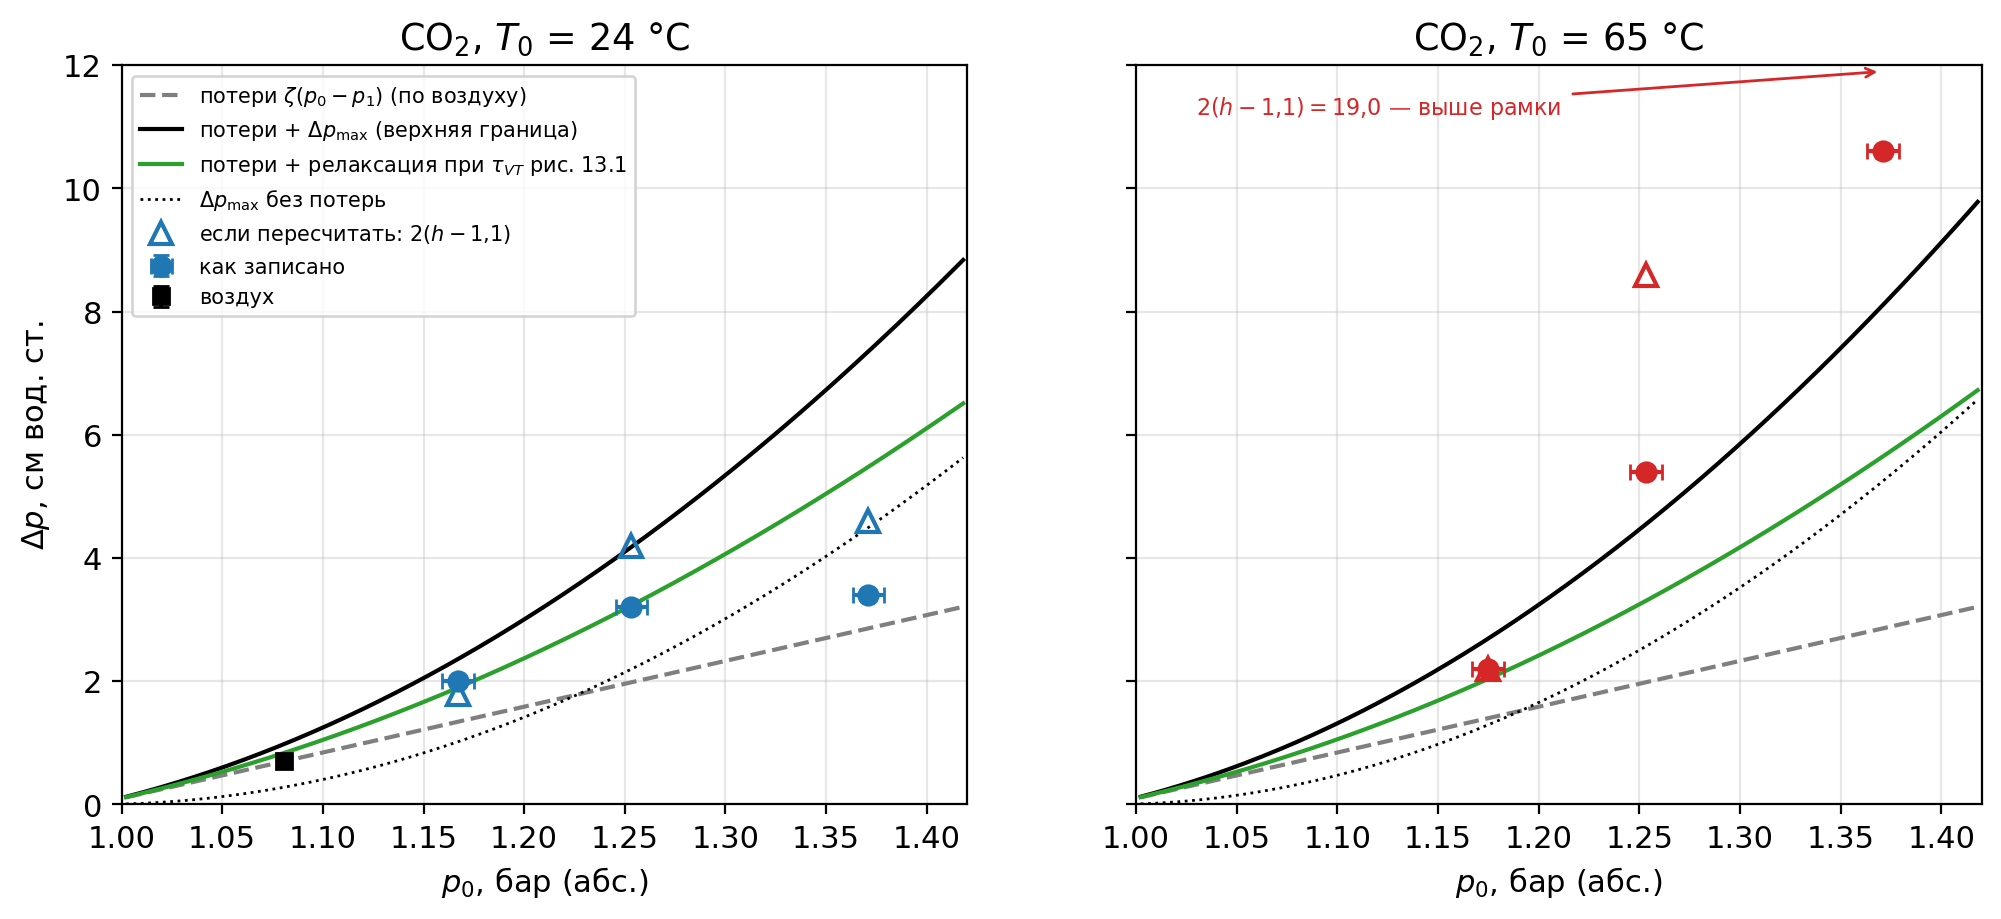 CO₂, T₀ = 24 °C
12
10
8
6
4
2
0
Δp, см вод. ст.
потери ζ(p₀ − p₁) (по воздуху)
потери + Δpₘₐₓ (верхняя граница)
потери + релаксация при τ_VT рис. 13.1
Δpₘₐₓ без потерь
если пересчитать: 2(h − 1,1)
как записано
воздух
1.00 1.05 1.10 1.15 1.20 1.25 1.30 1.35 1.40
p₀, бар (абс.)
CO₂, T₀ = 65 °C
2(h − 1,1) = 19,0 — выше рамки
1.00 1.05 1.10 1.15 1.20 1.25 1.30 1.35 1.40
p₀, бар (абс.)